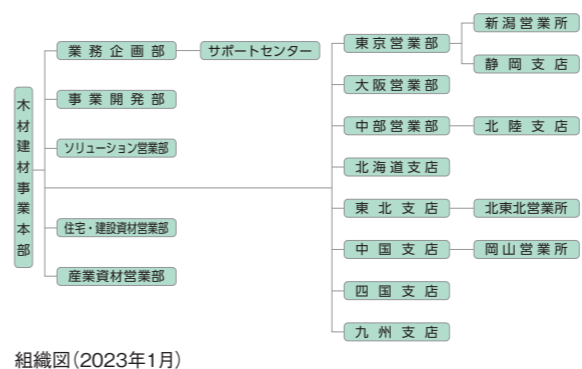 木材建材事業本部
業務企画部
サポートセンター
事業開発部
ソリューション営業部
住宅・建設資材営業部
産業資材営業部
東京営業部
新潟営業所
静岡支店
大阪営業部
中部営業部
北陸支店
北海道支店
東北支店
北東北営業所
中国支店
岡山営業所
四国支店
九州支店
組織図(2023年1月)